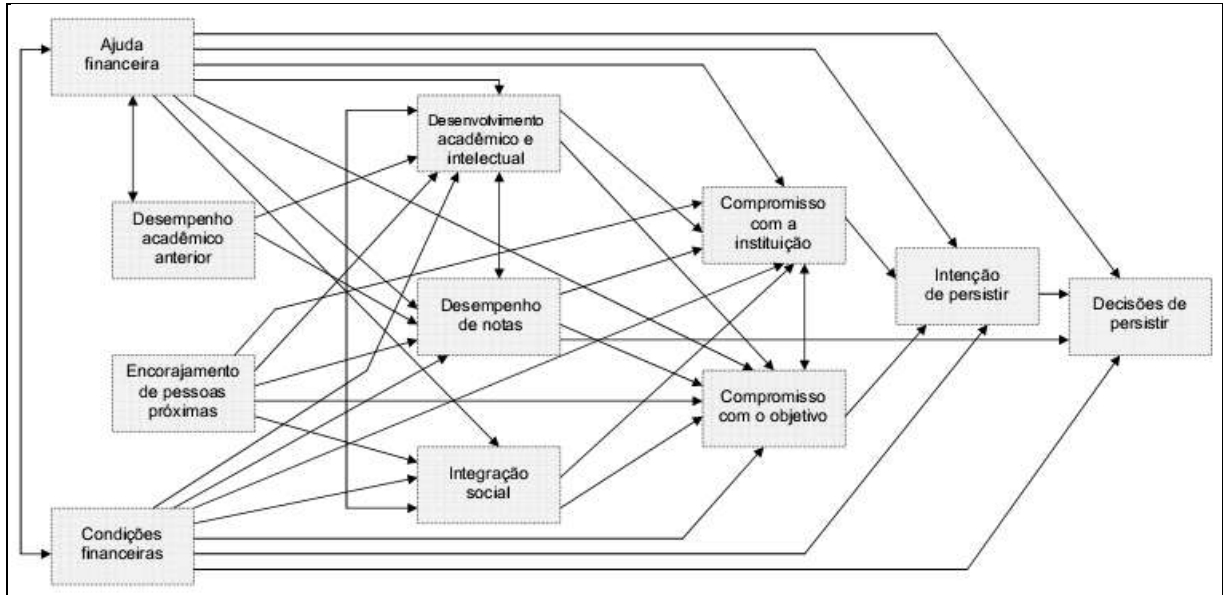 Ajuda
financeira
Desenvolvimento
acadêmico e
intelectual
Desempenho
acadêmico
anterior
Compromisso
com a
instituição
Intenção
de persistir
Decisões de
persistir
Desempenho
de notas
Encorajamento
de pessoas
próximas
Compromisso
com o objetivo
Integração
social
Condições
financeiras